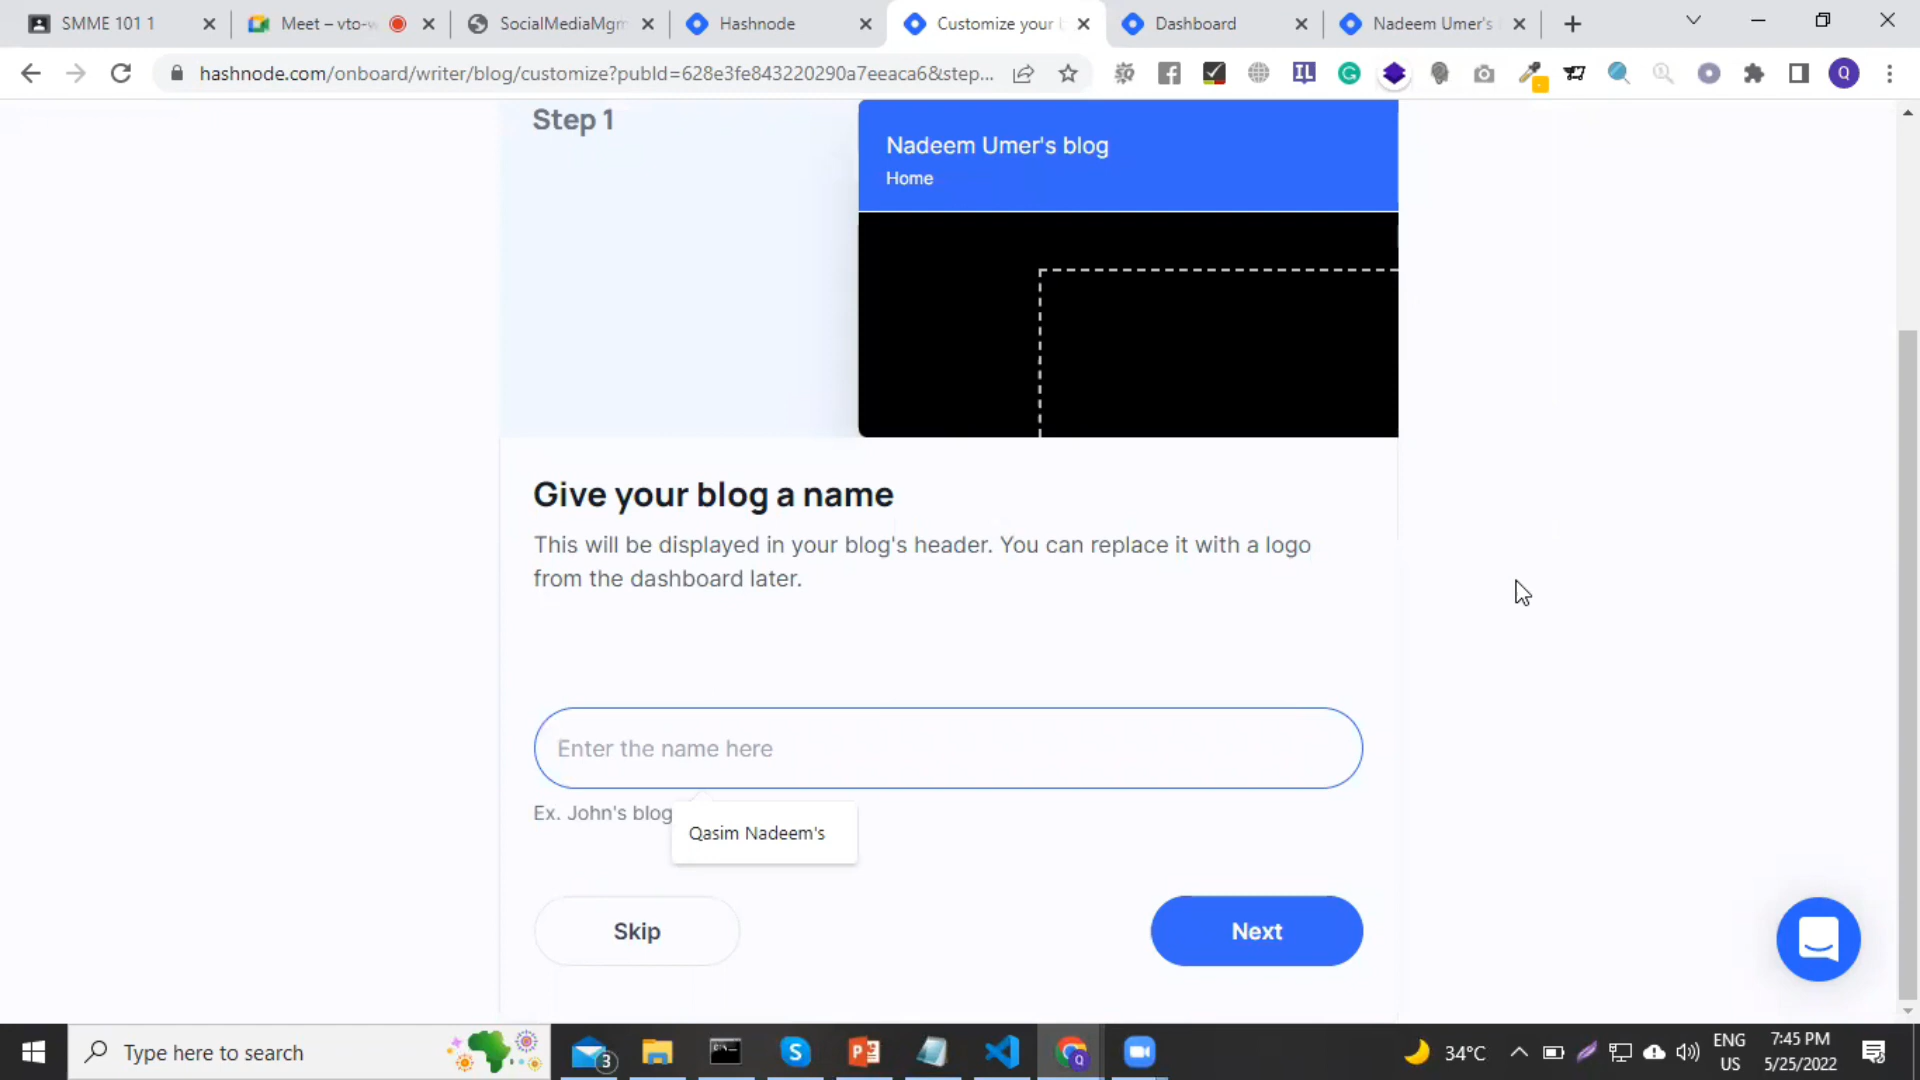 SMME 101 1
Meet – vto-w
SocialMediaMgm
Hashnode
Customize your b
Dashboard
Nadeem Umer's
hashnode.com/onboard/writer/blog/customize?pubId=628e3fe843220290a7eeaca6&step...
Q
Step 1
Nadeem Umer's blog
Home
Give your blog a name
This will be displayed in your blog's header. You can replace it with a logo
from the dashboard later.
Enter the name here
Ex. John's blog
Qasim Nadeem's
Skip
Next
Type here to search
3
34°C
ENG
US
7:45 PM
5/25/2022